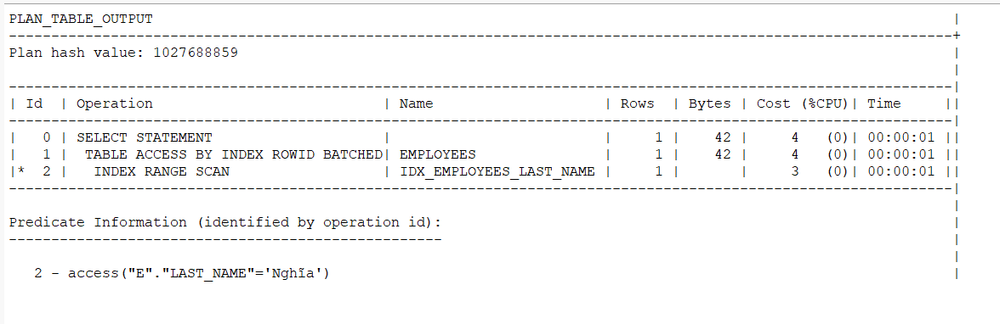 PLAN_TABLE_OUTPUT                                                                              |
---------------------------------------------------------------------------------------------------------------+
Plan hash value: 1027688859                                                                                    |
                                                                                                               |
---------------------------------------------------------------------------------------------------------------|
| Id  | Operation                           | Name                    | Rows  | Bytes | Cost (%CPU)| Time     ||
---------------------------------------------------------------------------------------------------------------|
|   0 | SELECT STATEMENT                    |                         |     1 |    42 |     4   (0)| 00:00:01 ||
|   1 |  TABLE ACCESS BY INDEX ROWID BATCHED| EMPLOYEES               |     1 |    42 |     4   (0)| 00:00:01 ||
|*  2 |   INDEX RANGE SCAN                  | IDX_EMPLOYEES_LAST_NAME |     1 |       |     3   (0)| 00:00:01 ||
---------------------------------------------------------------------------------------------------------------|
                                                                                                               |
Predicate Information (identified by operation id):                                                            |
---------------------------------------------------                                                            |
                                                                                                               |
   2 - access("E"."LAST_NAME"='Nghĩa')                                                                         |